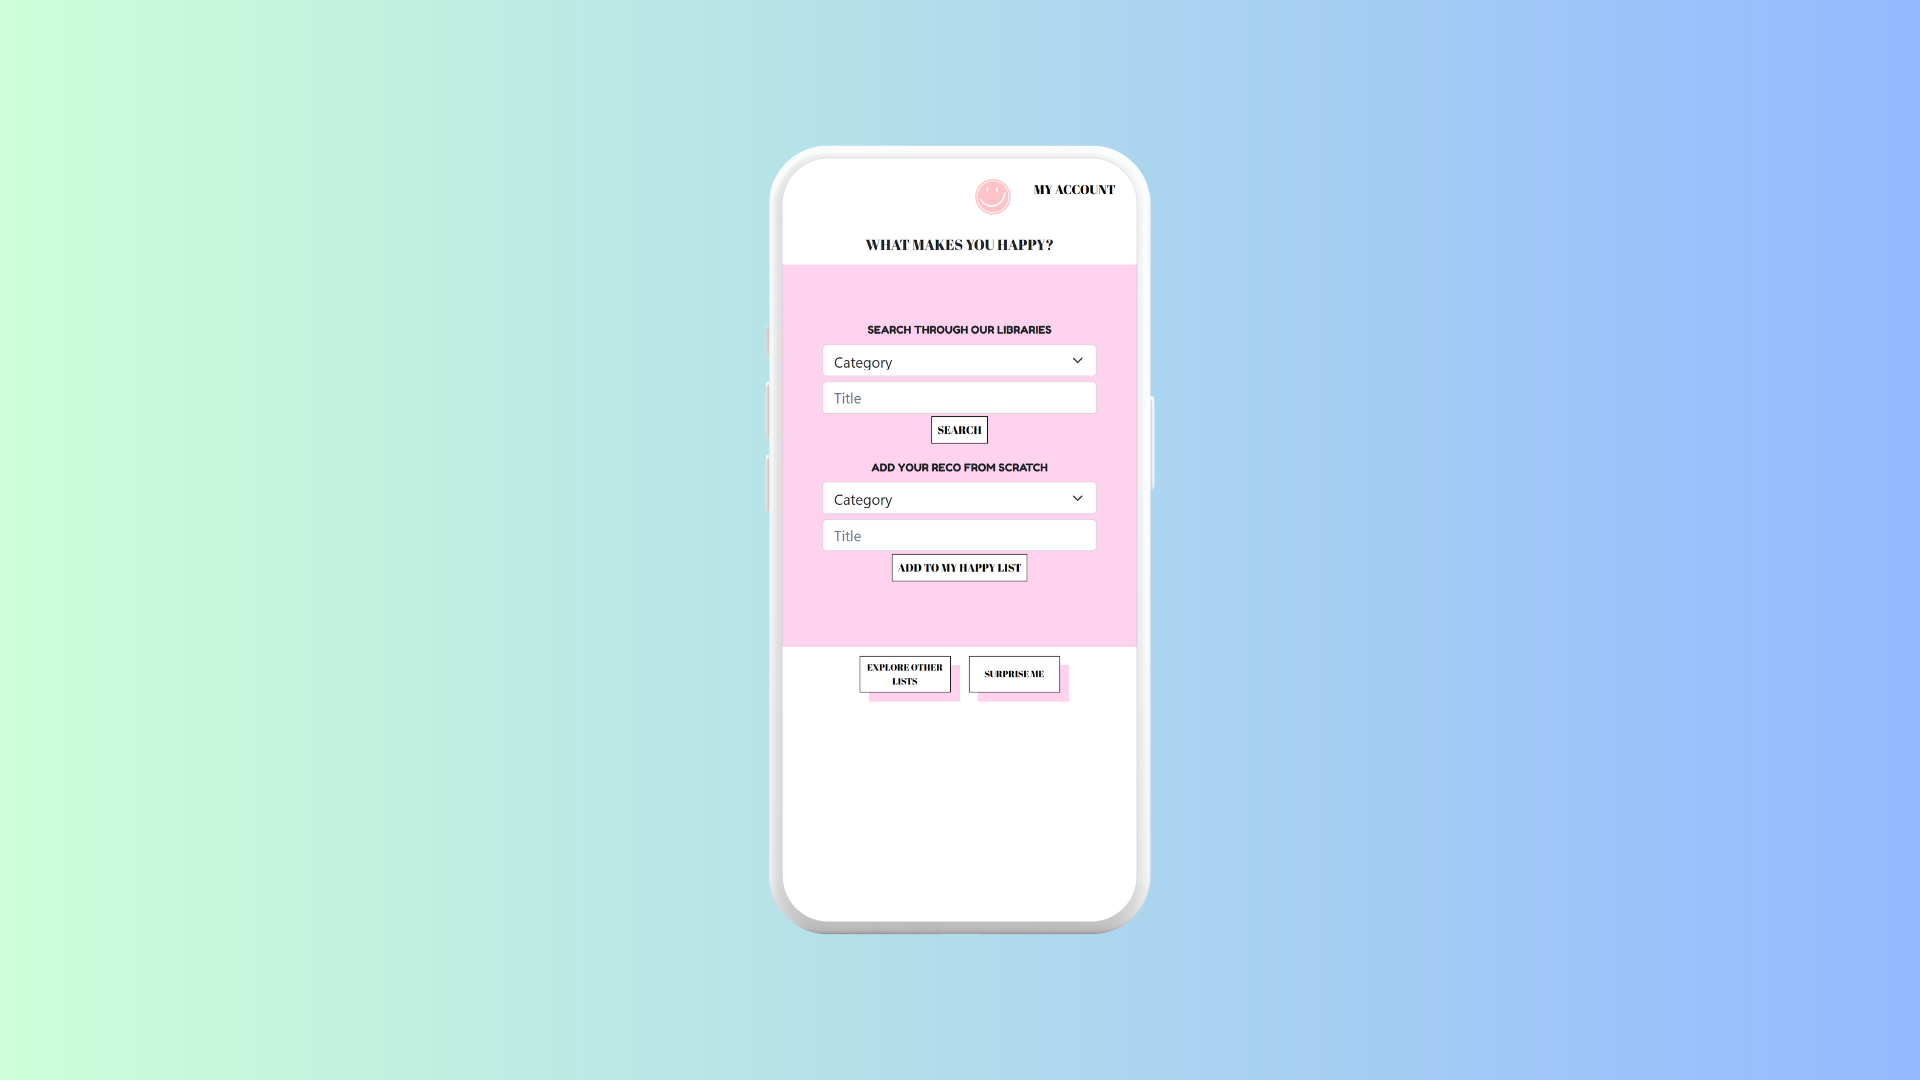 MY ACCOUNT
WHAT MAKES YOU HAPPY?
SEARCH THROUGH OUR LIBRARIES
Category
Title
SEARCH
ADD YOUR RECO FROM SCRATCH
Category
Title
ADD TO MY HAPPY LIST
EXPLORE OTHER
LISTS
SURPRISE ME